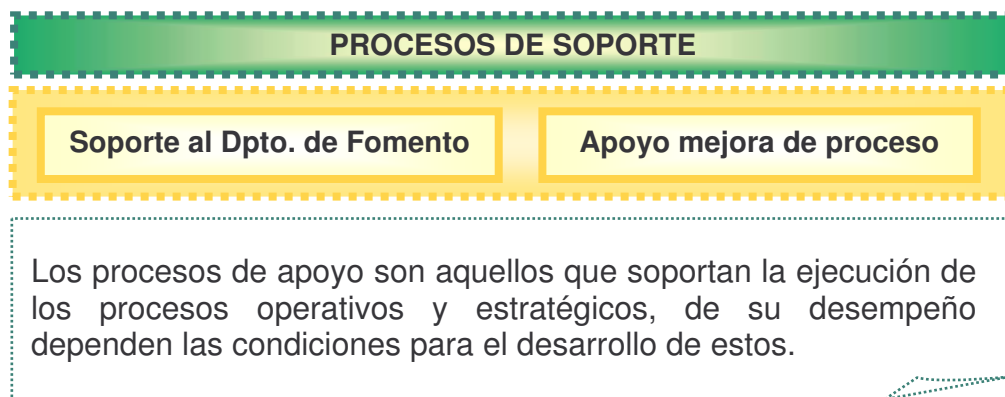 PROCESOS DE SOPORTE
Soporte al Dpto. de Fomento
Apoyo mejora de proceso
Los procesos de apoyo son aquellos que soportan la ejecución de
los procesos operativos y estratégicos, de su desempeño
dependen las condiciones para el desarrollo de estos.